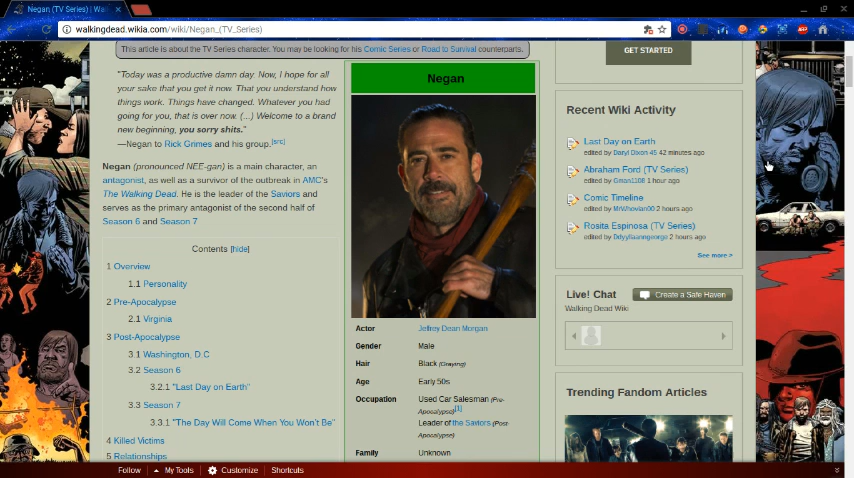 Negan (TV Series) | Wa
walkingdead.wikia.com/wiki/Negan_(TV_Series)
This article is about the TV Series character. You may be looking for his Comic Series or Road to Survival counterparts.
"Today was a productive damn day. Now, I hope for all
your sake that you get it now. That you understand how
things work. Things have changed. Whatever you had
going for you, that is over now. (...) Welcome to a brand
new beginning, you sorry shits."
—Negan to Rick Grimes and his group.[src]
Negan (pronounced NEE-gan) is a main character, an
antagonist, as well as a survivor of the outbreak in AMC's
The Walking Dead. He is the leader of the Saviors and
serves as the primary antagonist of the second half of
Season 6 and Season 7
Contents [hide]
1 Overview
1.1 Personality
2 Pre-Apocalypse
2.1 Virginia
3 Post-Apocalypse
3.1 Washington, D.C
3.2 Season 6
3.2.1 "Last Day on Earth"
3.3 Season 7
3.3.1 "The Day Will Come When You Won't Be"
4 Killed Victims
5 Relationships
Negan
Actor Jeffrey Dean Morgan
Gender Male
Hair Black (Graying)
Age Early 50s
Occupation Used Car Salesman (Pre-
Apocalypse)[1]
Leader of the Saviors (Post-
Apocalypse)
Family Unknown
GET STARTED
Recent Wiki Activity
Last Day on Earth
edited by Daryl Dixon 45 42 minutes ago
Abraham Ford (TV Series)
edited by Gman1108 1 hour ago
Comic Timeline
edited by MrWhovian00 2 hours ago
Rosita Espinosa (TV Series)
edited by Ddyyliaanngeorge 2 hours ago
See more >
Live! Chat
Create a Safe Haven
Walking Dead Wiki
Trending Fandom Articles
Follow My Tools Customize Shortcuts